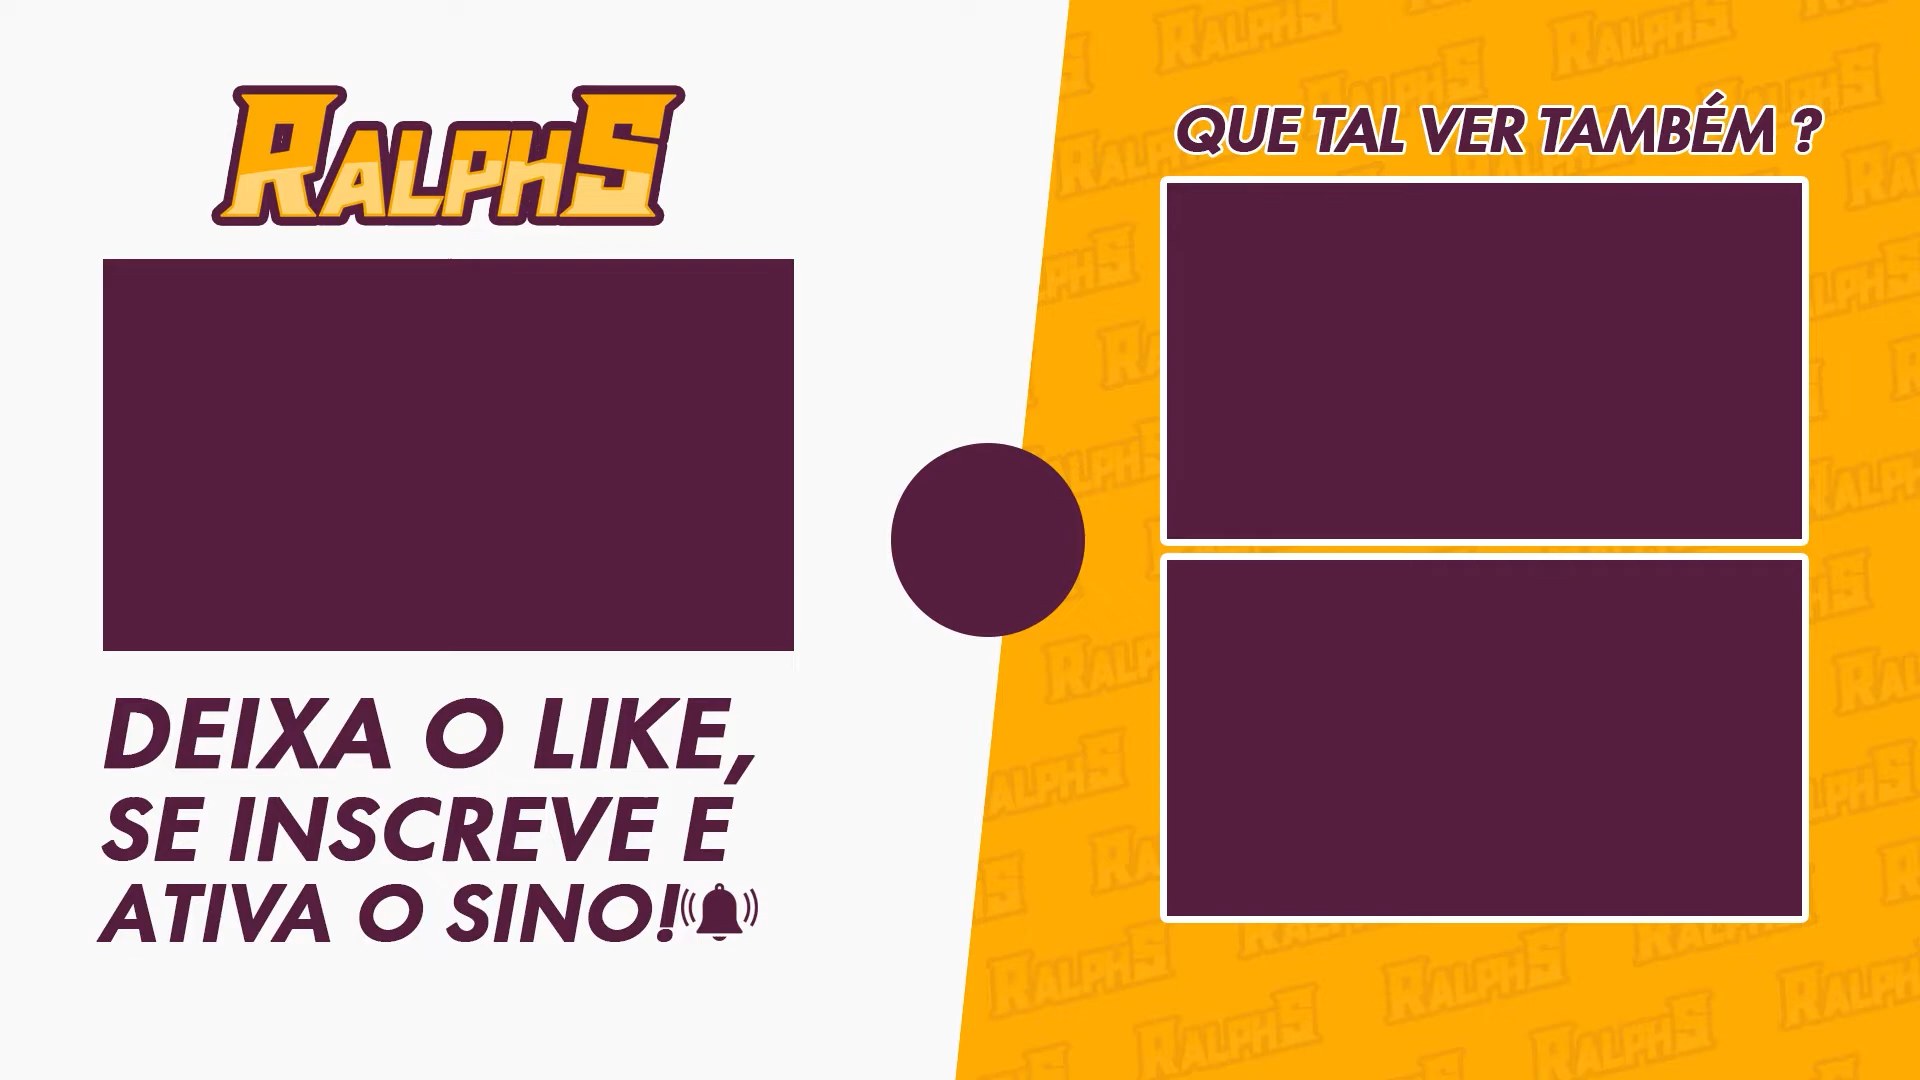 RALPHS
DEIXA O LIKE,
SE INSCREVE E
ATIVA O SINO!
QUE TAL VER TAMBÉM ?